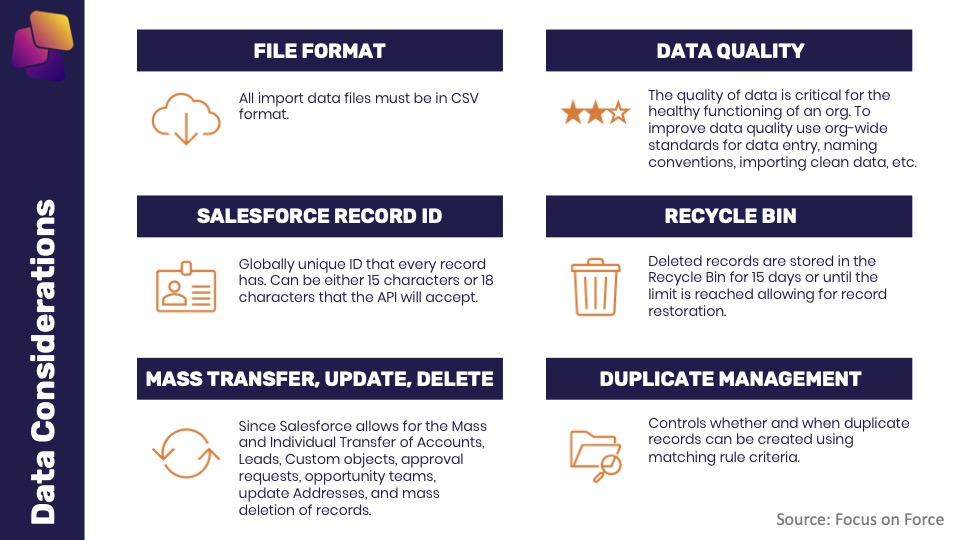 Data Considerations
FILE FORMAT
All import data files must be in CSV
format.
DATA QUALITY
The quality of data is critical for the
healthy functioning of an org. To
improve data quality use org-wide
standards for data entry, naming
conventions, importing clean data, etc.
SALESFORCE RECORD ID
Globally unique ID that every record
has. Can be either 15 characters or 18
characters that the API will accept.
RECYCLE BIN
Deleted records are stored in the
Recycle Bin for 15 days or until the
limit is reached allowing for record
restoration.
MASS TRANSFER, UPDATE, DELETE
Since Salesforce allows for the Mass
and Individual Transfer of Accounts,
Leads, Custom objects, approval
requests, opportunity teams,
update Addresses, and mass
deletion of records.
DUPLICATE MANAGEMENT
Controls whether and when duplicate
records can be created using
matching rule criteria.
Source: Focus on Force